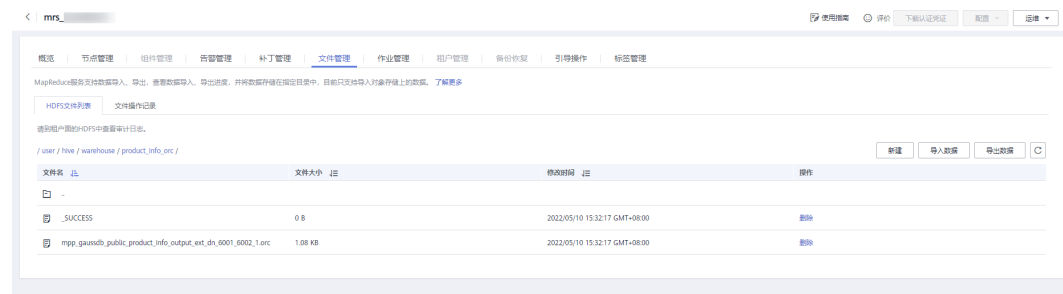 mrs_
使用指南 评价 下载认证凭证 配置 运维
概览 节点管理 组件管理 告警管理 补丁管理 文件管理 作业管理 租户管理 备份恢复 引导操作 标签管理
MapReduce服务支持数据导入、导出，查看数据导入、导出进度，并将数据存储在指定目录中，目前只支持导入对象存储上的数据。 了解更多
HDFS文件列表 文件操作记录
请到租户面的HDFS中查看审计日志。
/ user / hive / warehouse / product_info_orc /
新建 导入数据 导出数据
文件名 文件大小 修改时间 操作
..
_SUCCESS 0 B 2022/05/10 15:32:17 GMT+08:00 删除
mpp_gaussdb_public_product_info_output_ext_dn_6001_6002_1.orc 1.08 KB 2022/05/10 15:32:17 GMT+08:00 删除